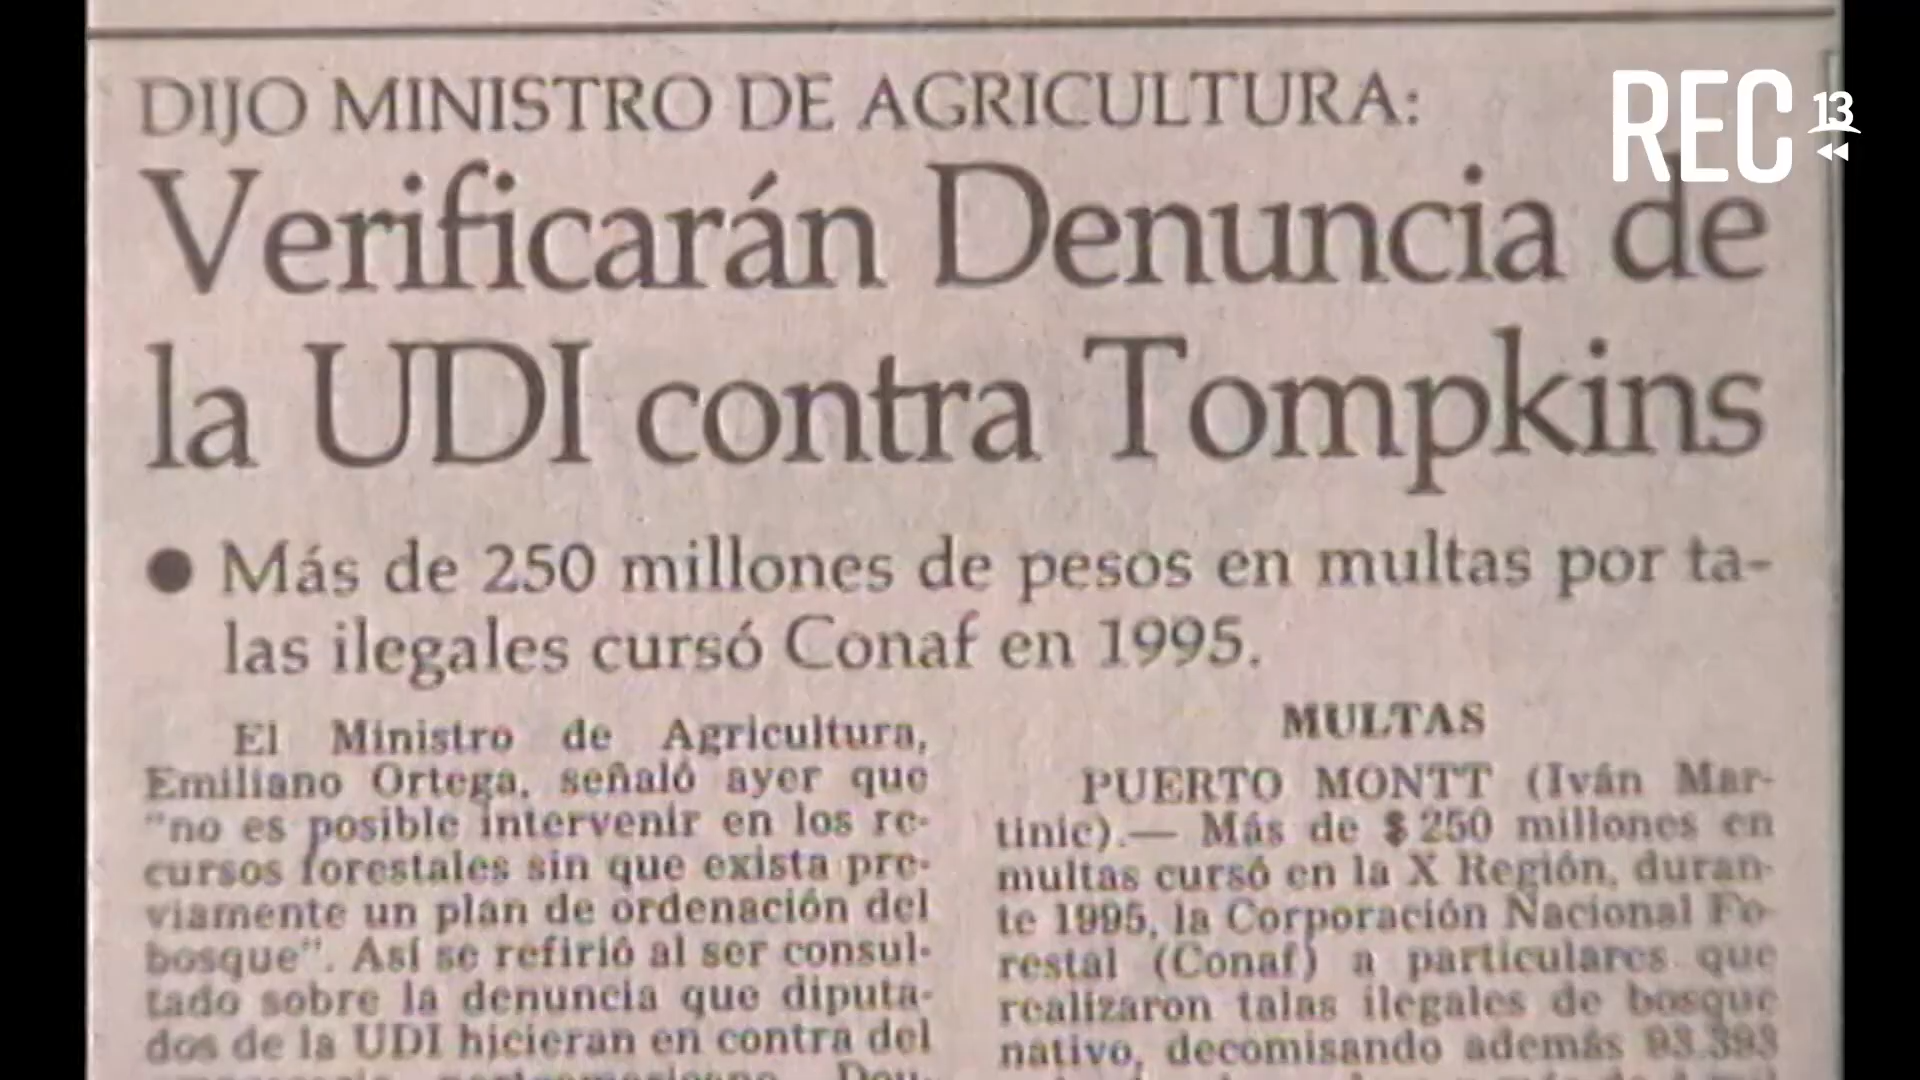 DIJO MINISTRO DE AGRICULTURA:
REC 13
Verificarán Denuncia de
la UDI contra Tompkins
● Más de 250 millones de pesos en multas por ta-
las ilegales cursó Conaf en 1995.
El Ministro de Agricultura,
Emiliano Ortega, señaló ayer que
"no es posible intervenir en los re-
cursos forestales sin que exista pre-
viamente un plan de ordenación del
bosque". Así se refirió al ser consul-
tado sobre la denuncia que diputa-
dos de la UDI hicieran en contra del
MULTAS
PUERTO MONTT (Iván Mar-
tinic).— Más de $ 250 millones en
multas cursó en la X Región, duran-
te 1995, la Corporación Nacional Fo-
restal (Conaf) a particulares que
realizaron talas ilegales de bosque
nativo, decomisando además 93.393